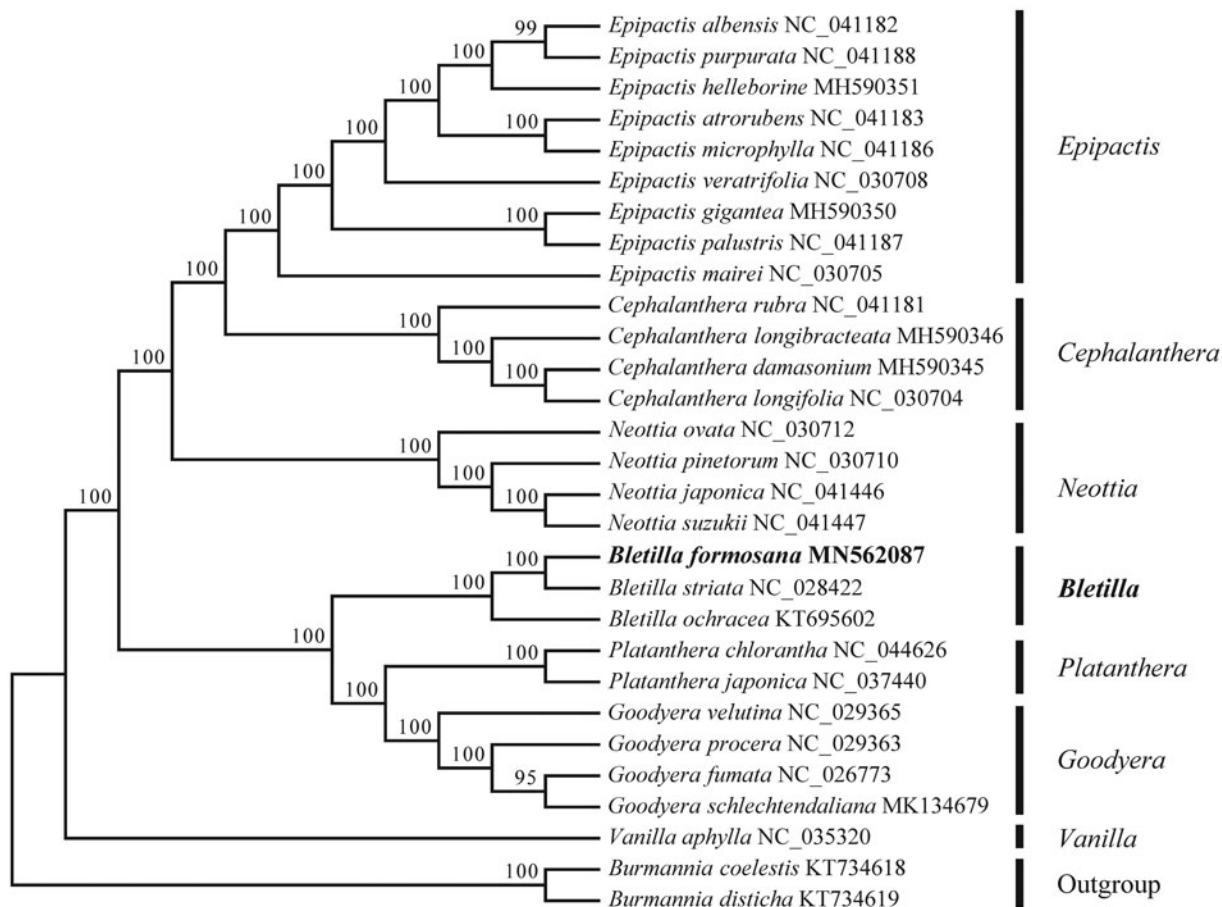 99
Epipactis albensis NC_041182
100
Epipactis purpurata NC_041188
100
Epipactis helleborine MH590351
100
100
Epipactis atrorubens NC_041183
100
Epipactis microphylla NC_041186
Epipactis
100
Epipactis veratrifolia NC_030708
100
100
Epipactis gigantea MH590350
Epipactis palustris NC_041187
100
Epipactis mairei NC_030705
100
Cephalanthera rubra NC_041181
100
Cephalanthera longibracteata MH590346
100
Cephalanthera
100
Cephalanthera damasonium MH590345
Cephalanthera longifolia NC_030704
100
Neottia ovata NC_030712
100
Neottia pinetorum NC_030710
100
Neottia japonica NC_041446
Neottia
100
Neottia suzukii NC_041447
100
Bletilla formosana MN562087
100
Bletilla striata NC_028422
Bletilla
Bletilla ochracea KT695602
100
100
Platanthera chlorantha NC_044626
100
Platanthera japonica NC_037440
Platanthera
100
Goodyera velutina NC_029365
100
Goodyera procera NC_029363
Goodyera
95
Goodyera fumata NC_026773
Goodyera schlechtendaliana MK134679
Vanilla aphylla NC_035320
Vanilla
100
Burmannia coelestis KT734618
Outgroup
Burmannia disticha KT734619